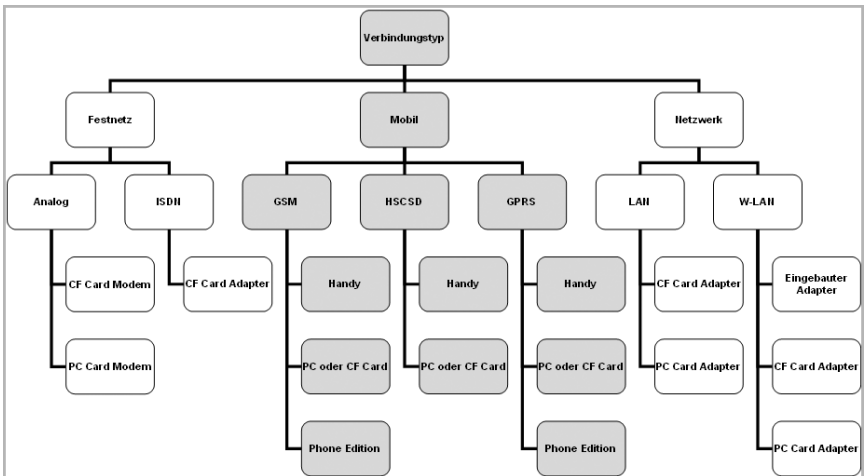 Verbindungstyp
Festnetz
Mobil
Netzwerk
Analog
ISDN
GSM
HSCSD
GPRS
LAN
W-LAN
CF Card Modem
CF Card Adapter
Handy
Handy
Handy
CF Card Adapter
Eingebauter
Adapter
PC Card Modem
PC oder CF Card
PC oder CF Card
PC oder CF Card
PC Card Adapter
CF Card Adapter
Phone Edition
Phone Edition
PC Card Adapter